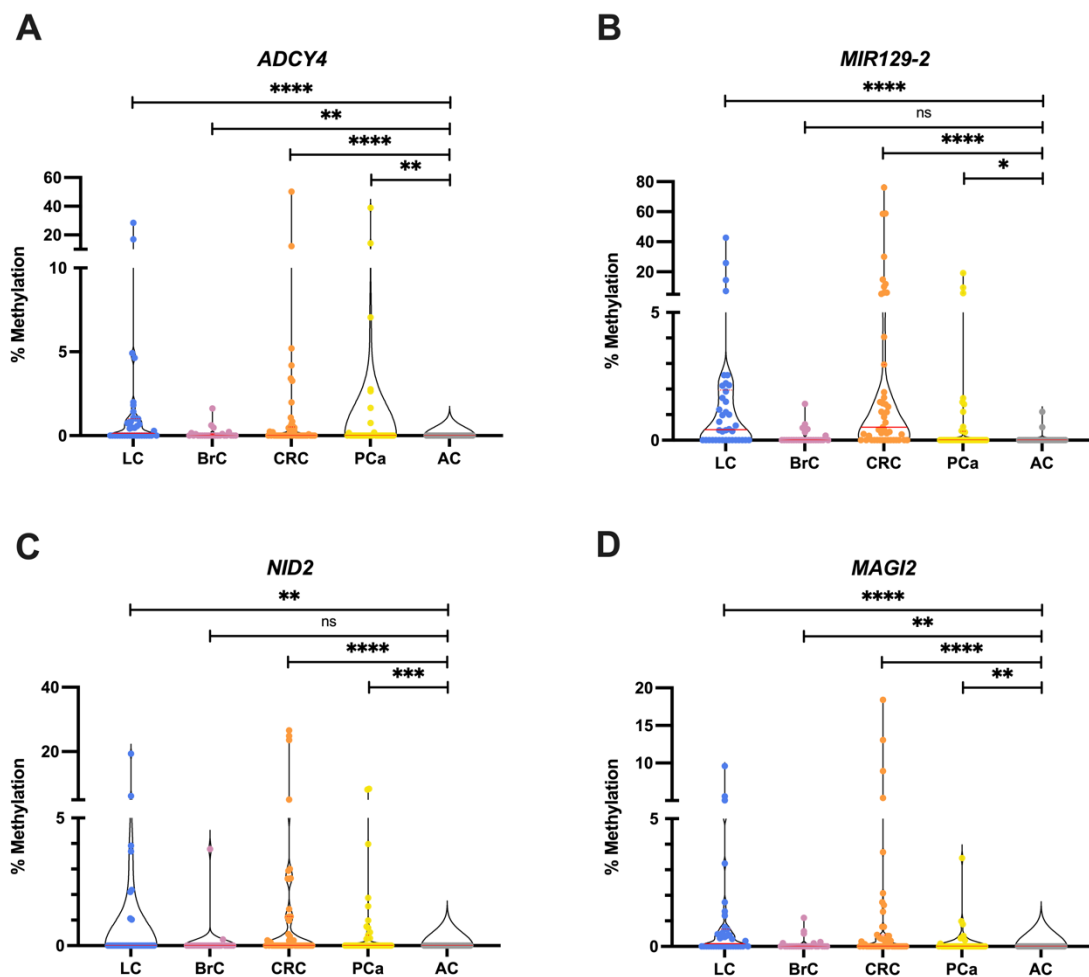 A
ADCY4
****
**
****
**
60
40
20
10
5
0
% Methylation
LC BrC CRC PCa AC
B
MIR129-2
****
ns
****
*
80
60
40
20
5
0
% Methylation
LC BrC CRC PCa AC
C
NID2
**
ns
****
***
40
20
5
0
% Methylation
LC BrC CRC PCa AC
D
MAGI2
****
**
****
**
20
15
10
5
5
0
% Methylation
LC BrC CRC PCa AC